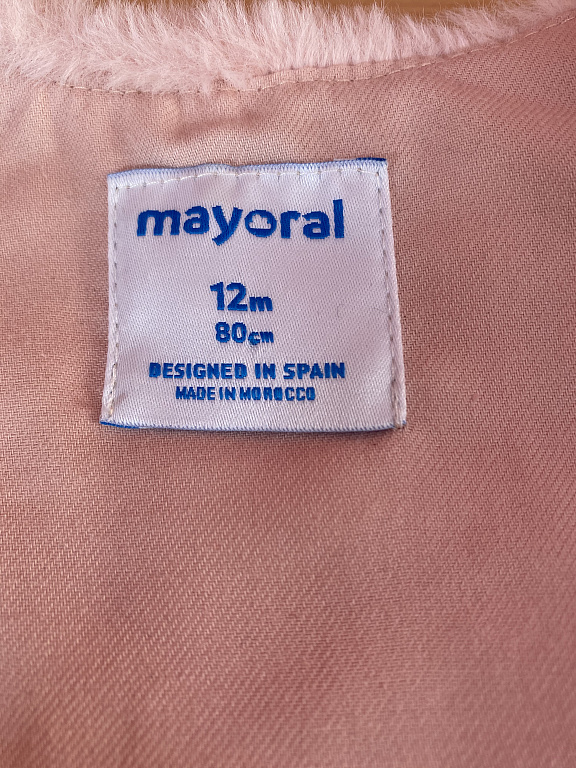 mayoral
12m
80cm
DESIGNED IN SPAIN
MADE IN MOROCCO